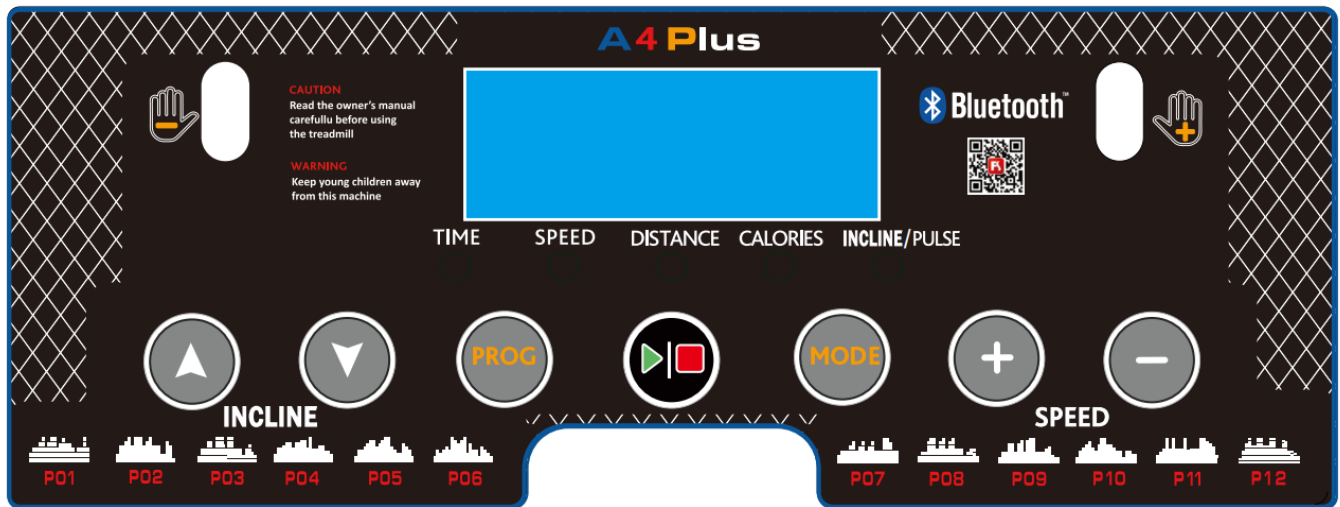 A4 Plus
CAUTION
Read the owner's manual
carefullu before using
the treadmill
WARNING
Keep young children away
from this machine
Bluetooth™
TIME SPEED DISTANCE CALORIES INCLINE/PULSE
PROG MODE
INCLINE SPEED
P01 P02 P03 P04 P05 P06 P07 P08 P09 P10 P11 P12